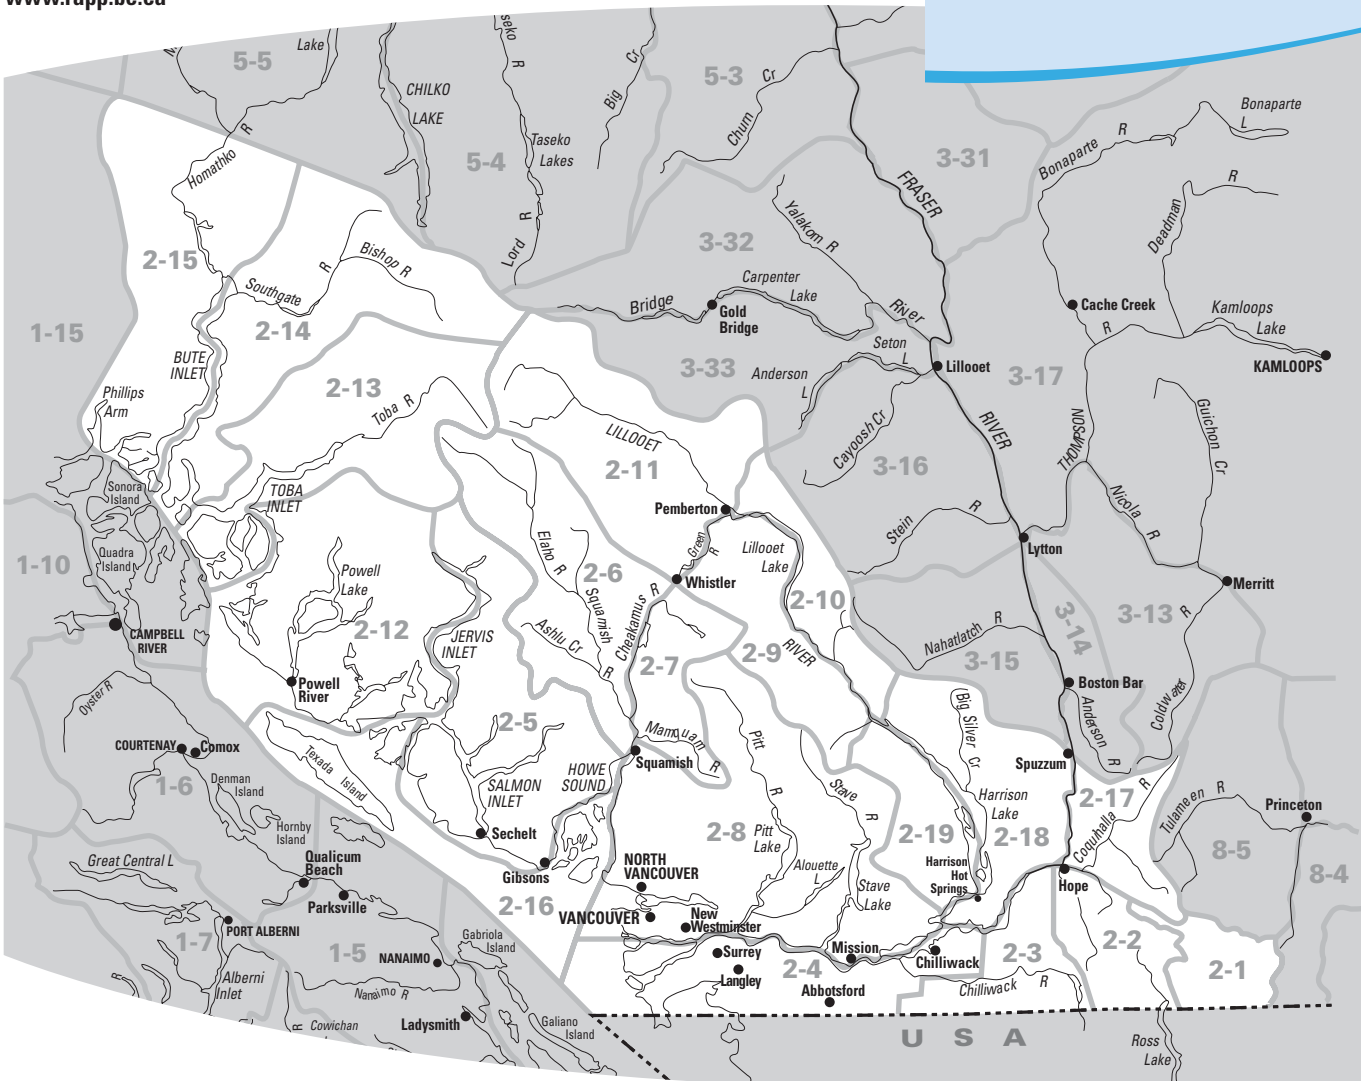 www.rapp.bc.ca
5-5
Lake
CHILKO
LAKE
R
Homathko
seko
R
Taseko
Lakes
5-4
Lord
R
Big
Cr
5-3
Churn
Cr
FRASER
3-31
Bonaparte
R
Bonaparte
L
Deadman
R
3-32
Yalakom R
2-15
Southgate
R
Bishop R
2-14
Bridge
Gold
Bridge
Carpenter
Lake
River
Cache Creek
R
Kamloops
Lake
KAMLOOPS
1-15
BUTE
INLET
Phillips
Arm
2-13
Toba R
3-33
Anderson
L
Seton
L
Lillooet
3-17
RIVER
THOMPSON
Guichon Cr
Cayoosh Cr
3-16
LILLOOET
2-11
Sonora
Island
TOBA
INLET
Pemberton
Green
R
Lillooet
Lake
Stein
R
Lytton
Nicola
R
1-10
Quadra
Island
Powell
Lake
Elaho R
2-6
Squamish
R
Whistler
2-10
Merritt
CAMPBELL
RIVER
2-12
JERVIS
INLET
Ashlu Cr
Cheakamus R
2-7
2-9
RIVER
Nahatlatch R
3-15
3-14
3-13
Coldwater
R
Oyster R
Powell
River
Boston Bar
Anderson
R
COURTENAY
Comox
1-6
Denman
Island
Texada
Island
2-5
SALMON
INLET
HOWE
SOUND
Mamquam
R
Squamish
Pitt
R
Pitt
Lake
Stave
R
Big Silver Cr
Harrison
Lake
Spuzzum
2-17
Coquihalla
R
Tulameen R
Princeton
Hornby
Island
Sechelt
2-8
Alouette
L
2-19
2-18
8-5
8-4
Great Central L
Qualicum
Beach
Parksville
Gibsons
NORTH
VANCOUVER
Stave
Lake
Harrison
Hot
Springs
Hope
2-16
VANCOUVER
New
Westminster
1-7
PORT ALBERNI
1-5
NANAIMO
Gabriola
Island
Surrey
Langley
2-4
Mission
Abbotsford
Chilliwack
2-3
2-2
2-1
Chilliwack R
Alberni
Inlet
Nanaimo R
R
Cowichan
Ladysmith
Galiano
Island
U S A
Ross
Lake